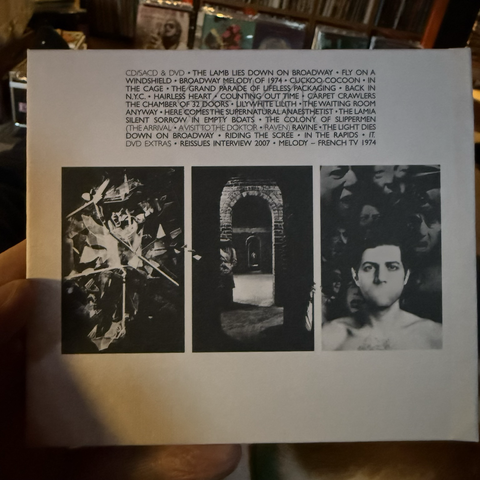 CD/SACD & DVD • THE LAMB LIES DOWN ON BROADWAY • FLY ON A
WINDSHIELD • BROADWAY MELODY OF 1974 • CUCKOO COCOON • IN
THE CAGE • THE GRAND PARADE OF LIFELESS PACKAGING • BACK IN
N.Y.C. • HAIRLESS HEART • COUNTING OUT TIME • CARPET CRAWLERS
THE CHAMBER OF 32 DOORS • LILYWHITE LILITH • THE WAITING ROOM
ANYWAY • HERE COMES THE SUPERNATURAL ANAESTHETIST • THE LAMIA
SILENT SORROW IN EMPTY BOATS • THE COLONY OF SLIPPERMEN
(THE ARRIVAL • A VISIT TO THE DOKTOR • RAVEN) RAVINE • THE LIGHT DIES
DOWN ON BROADWAY • RIDING THE SCREE • IN THE RAPIDS • IT.
DVD EXTRAS • REISSUES INTERVIEW 2007 • MELODY – FRENCH TV 1974